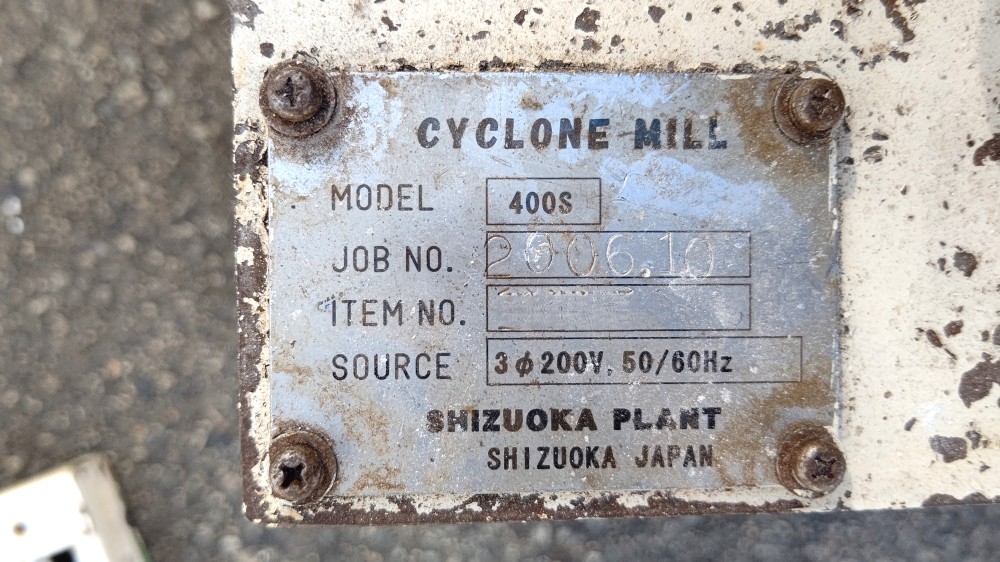 CYCLONE MILL
MODEL 400S
JOB NO. 2006.10
ITEM NO.
SOURCE 3φ200V, 50/60Hz
SHIZUOKA PLANT
SHIZUOKA JAPAN